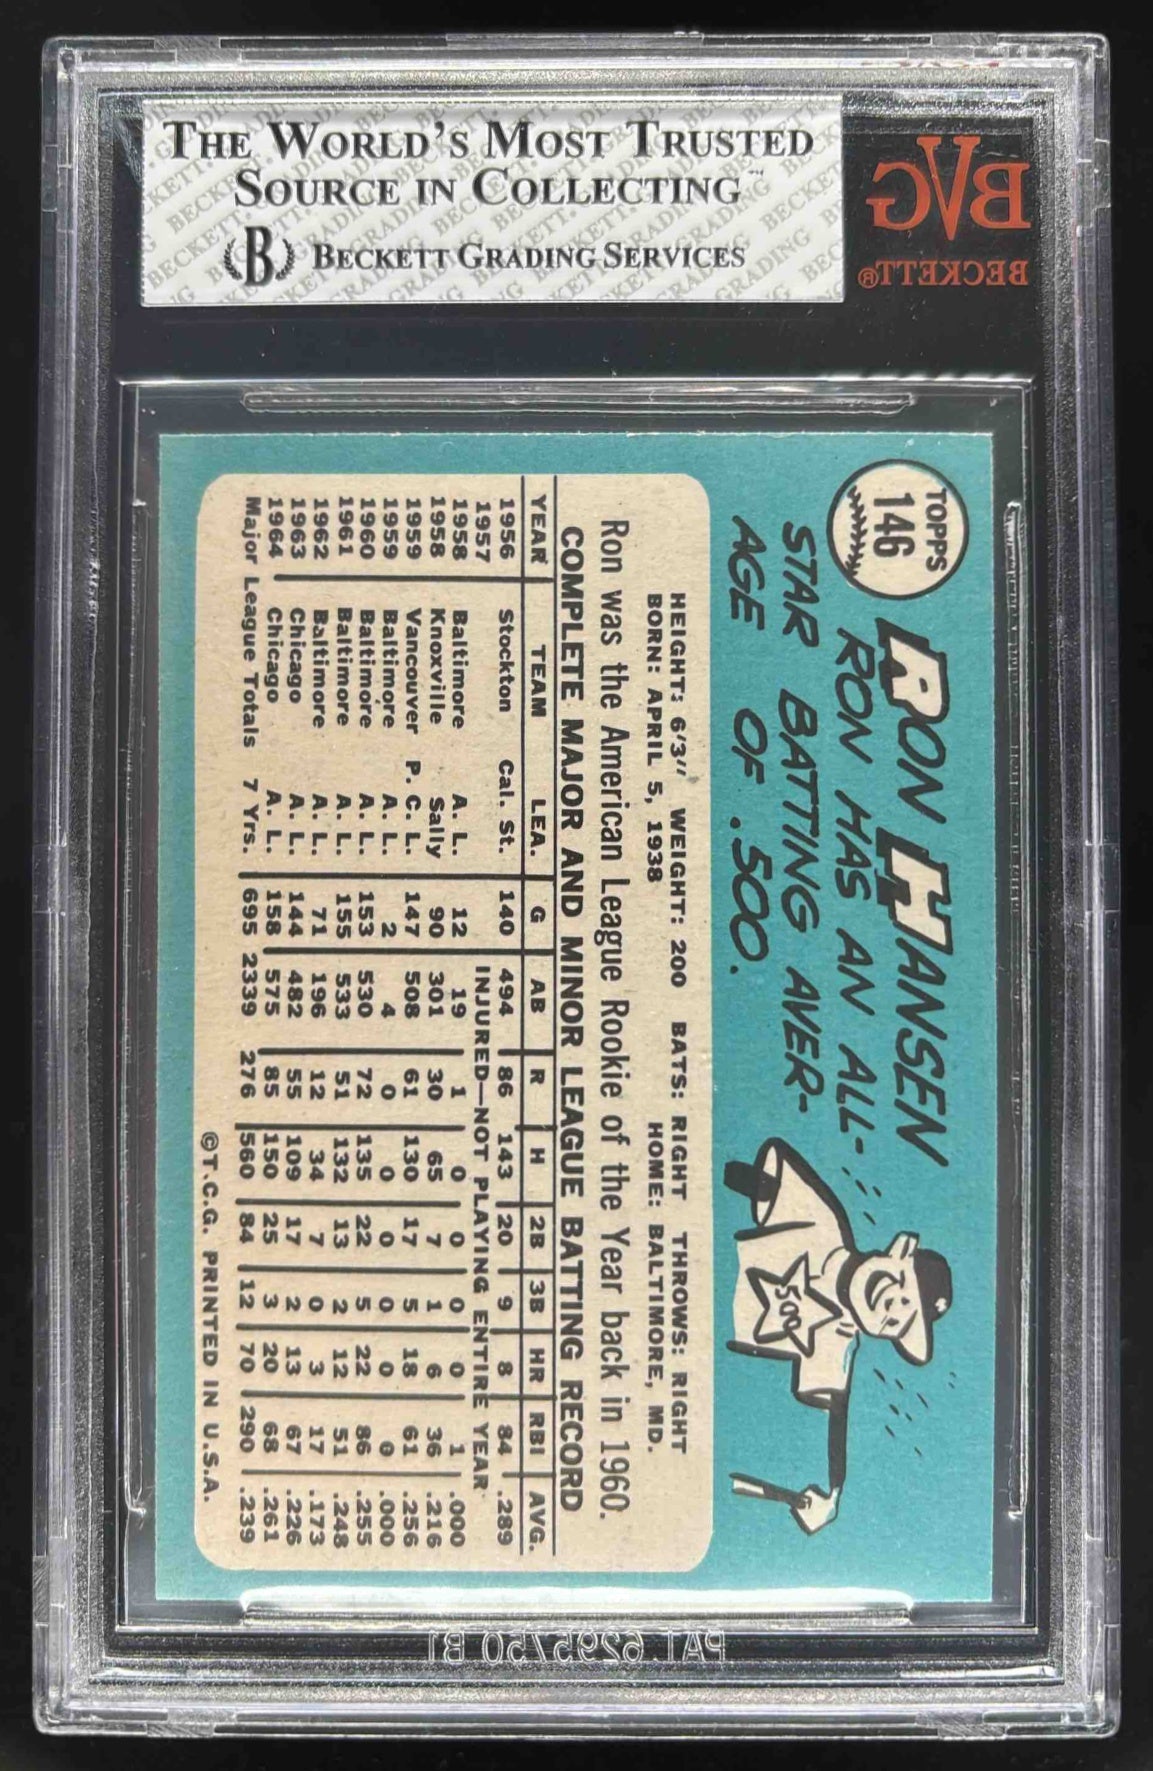 THE WORLD'S MOST TRUSTED
SOURCE IN COLLECTING™
B BECKETT GRADING SERVICES
BVG
BECKETT®
TOPPS
146
RON HANSEN
RON HAS AN ALL-
STAR BATTING AVER-
AGE OF .500.
500
HEIGHT: 6'3" WEIGHT: 200 BATS: RIGHT THROWS: RIGHT
BORN: APRIL 5, 1938 HOME: BALTIMORE, MD.
Ron was the American League Rookie of the Year back in 1960.
COMPLETE MAJOR AND MINOR LEAGUE BATTING RECORD
YEAR TEAM LEA. G AB R H 2B 3B HR RBI AVG.
1956 Stockton Cal. St. 140 494 86 143 20 9 8 84 .289
1957 INJURED—NOT PLAYING ENTIRE YEAR
1958 Baltimore A. L. 12 19 1 0 0 0 0 1 .000
1958 Knoxville Sally 90 301 30 65 7 1 6 36 .216
1959 Vancouver P. C. L. 147 508 61 130 17 5 18 61 .256
1959 Baltimore A. L. 2 4 0 0 0 0 0 0 .000
1960 Baltimore A. L. 153 530 72 135 22 5 22 86 .255
1961 Baltimore A. L. 155 533 51 132 13 2 12 51 .248
1962 Baltimore A. L. 71 196 12 34 7 0 3 17 .173
1963 Chicago A. L. 144 482 55 109 17 2 13 67 .226
1964 Chicago A. L. 158 575 85 150 25 3 20 68 .261
Major League Totals 7 Yrs. 695 2339 276 560 84 12 70 290 .239
©T.C.G. PRINTED IN U.S.A.
PAT.6295750 B1